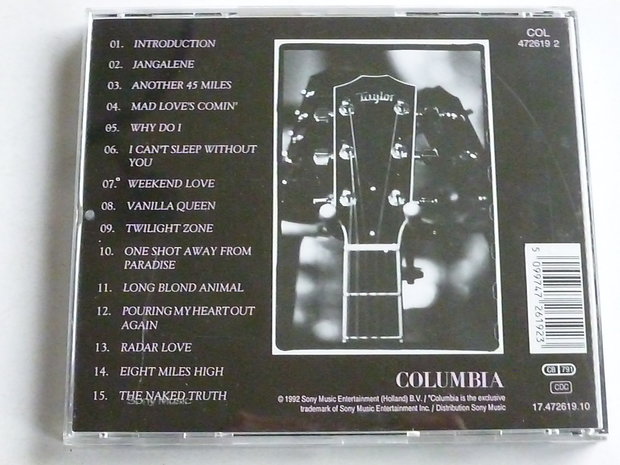 01. INTRODUCTION
02. JANGALENE
03. ANOTHER 45 MILES
04. MAD LOVE'S COMIN'
05. WHY DO I
06. I CAN'T SLEEP WITHOUT
YOU
07. WEEKEND LOVE
08. VANILLA QUEEN
09. TWILIGHT ZONE
10. ONE SHOT AWAY FROM
PARADISE
11. LONG BLOND ANIMAL
12. POURING MY HEART OUT
AGAIN
13. RADAR LOVE
14. EIGHT MILES HIGH
15. THE NAKED TRUTH
Sony Music
Taylor
COL
472619 2
5 099747 261923
CB 791
CDC
COLUMBIA
© 1992 Sony Music Entertainment (Holland) B.V. / "Columbia is the exclusive
trademark of Sony Music Entertainment Inc. / Distribution Sony Music
17.472619.10